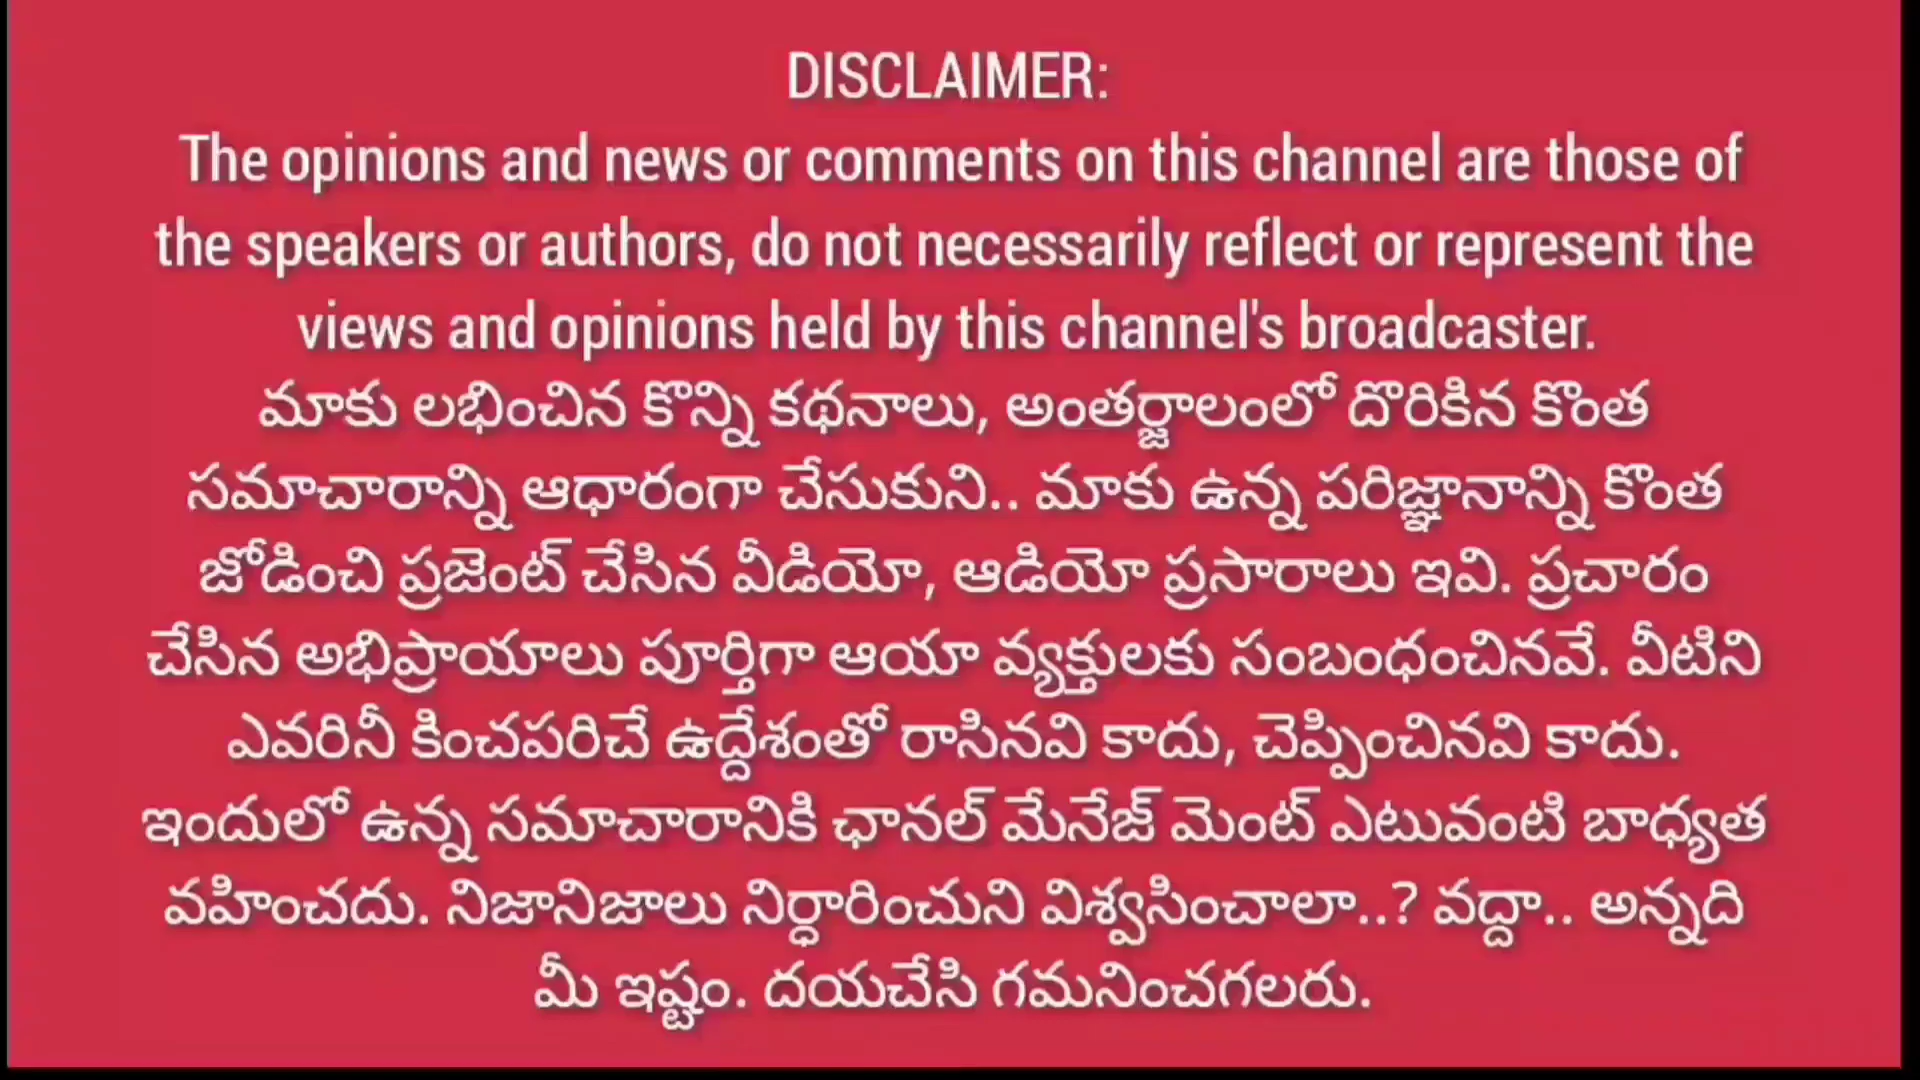 DISCLAIMER:
The opinions and news or comments on this channel are those of
the speakers or authors, do not necessarily reflect or represent the
views and opinions held by this channel's broadcaster.
మాకు లభించిన కొన్ని కథనాలు, అంతర్జాలంలో దొరికిన కొంత
సమాచారాన్ని ఆధారంగా చేసుకుని.. మాకు ఉన్న పరిజ్ఞానాన్ని కొంత
జోడించి ప్రజెంట్ చేసిన వీడియో, ఆడియో ప్రసారాలు ఇవి. ప్రచారం
చేసిన అభిప్రాయాలు పూర్తిగా ఆయా వ్యక్తులకు సంబంధంచినవే. వీటిని
ఎవరినీ కించపరిచే ఉద్దేశంతో రాసినవి కాదు, చెప్పించినవి కాదు.
ఇందులో ఉన్న సమాచారానికి ఛానల్ మేనేజ్ మెంట్ ఎటువంటి బాధ్యత
వహించదు. నిజానిజాలు నిర్ధారించుని విశ్వసించాలా..? వద్దా.. అన్నది
మీ ఇష్టం. దయచేసి గమనించగలరు.